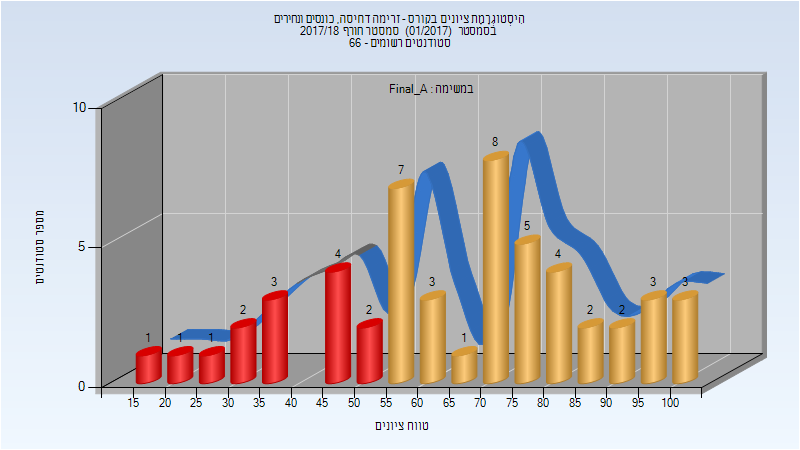 היסטוגרמת ציונים בקורס - זרימה דחיסה, כונסים ונחירים
בסמסטר (01/2017) סמסטר חורף 2017/18
סטודנטים רשומים - 66
במשימה : Final_A
מספר סטודנטים
10
5
0
1 1 1 2 3 4 2 7 3 1 8 5 4 2 2 3 3
15 20 25 30 35 40 45 50 55 60 65 70 75 80 85 90 95 100
טווח ציונים